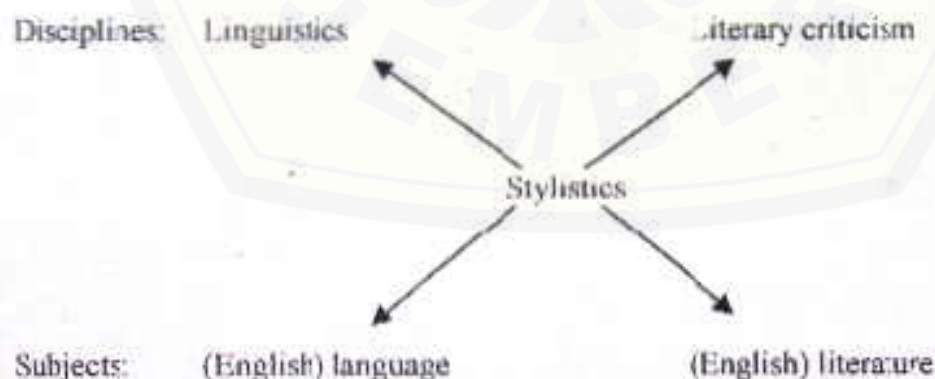 Disciplines: Linguistics Literary criticism
Stylistics
Subjects: (English) language (English) literature